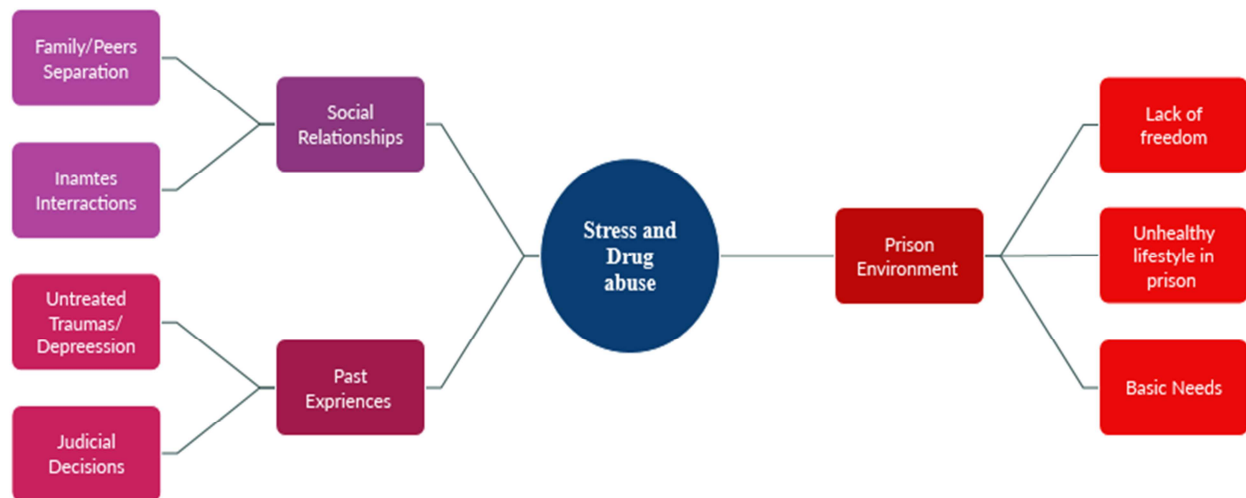 Family/Peers
Separation
Inamtes
Interractions
Social
Relationships
Untreated
Traumas/
Depreession
Judicial
Decisions
Past
Expriences
Stress and
Drug
abuse
Prison
Environment
Lack of
freedom
Unhealthy
lifestyle in
prison
Basic Needs